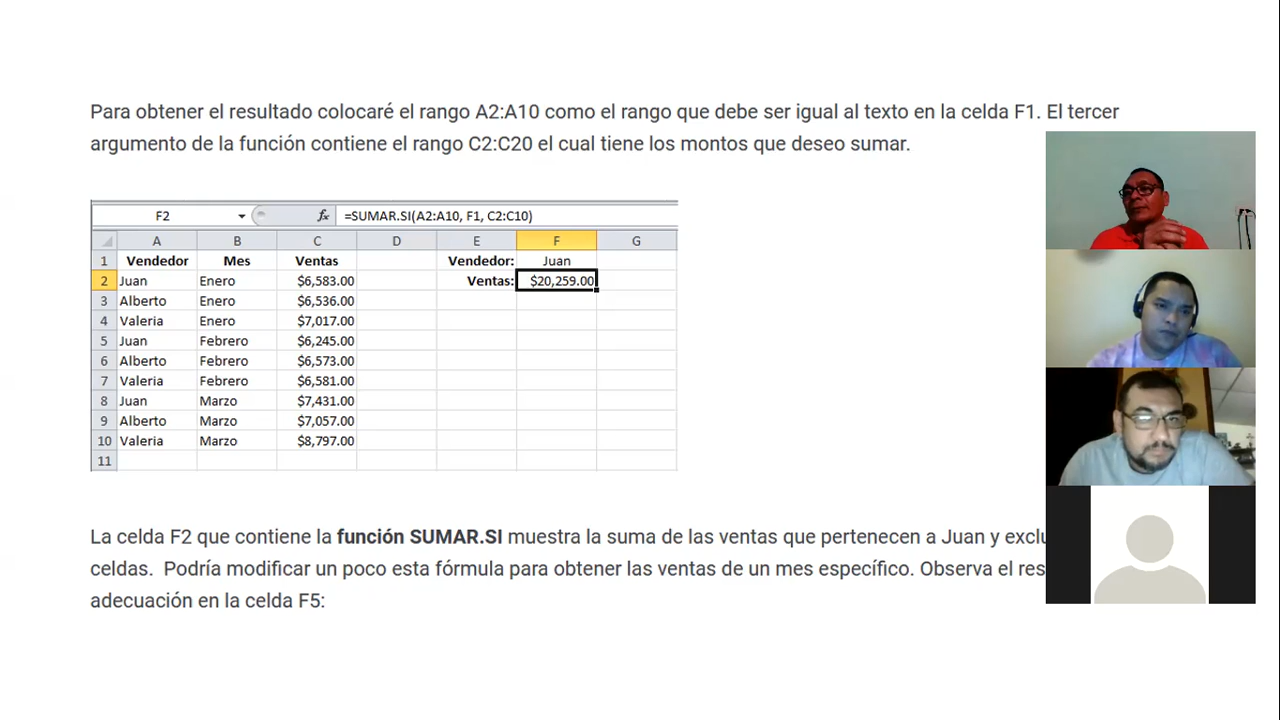 Para obtener el resultado colocaré el rango A2:A10 como el rango que debe ser igual al texto en la celda F1. El tercer
argumento de la función contiene el rango C2:C20 el cual tiene los montos que deseo sumar.
F2 fx =SUMAR.SI(A2:A10, F1, C2:C10)
A B C D E F G
1 Vendedor Mes Ventas Vendedor: Juan
2 Juan Enero $6,583.00 Ventas: $20,259.00
3 Alberto Enero $6,536.00
4 Valeria Enero $7,017.00
5 Juan Febrero $6,245.00
6 Alberto Febrero $6,573.00
7 Valeria Febrero $6,581.00
8 Juan Marzo $7,431.00
9 Alberto Marzo $7,057.00
10 Valeria Marzo $8,797.00
11
La celda F2 que contiene la función SUMAR.SI muestra la suma de las ventas que pertenecen a Juan y exclu
celdas. Podría modificar un poco esta fórmula para obtener las ventas de un mes específico. Observa el res
adecuación en la celda F5: